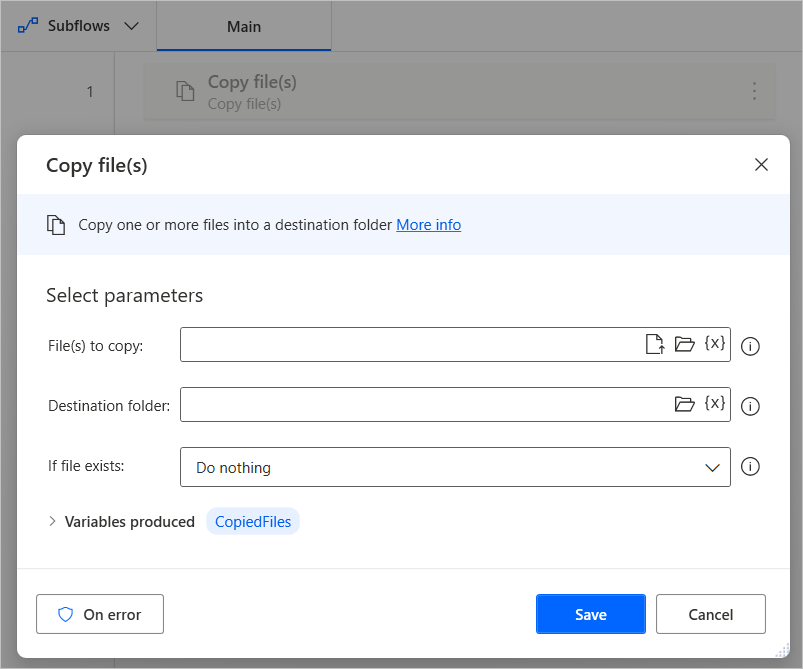 Subflows
Main
1
Copy file(s)
Copy file(s)
Copy file(s)
Copy one or more files into a destination folder More info
Select parameters
File(s) to copy:
{x}
Destination folder:
{x}
If file exists:
Do nothing
Variables produced CopiedFiles
On error
Save
Cancel